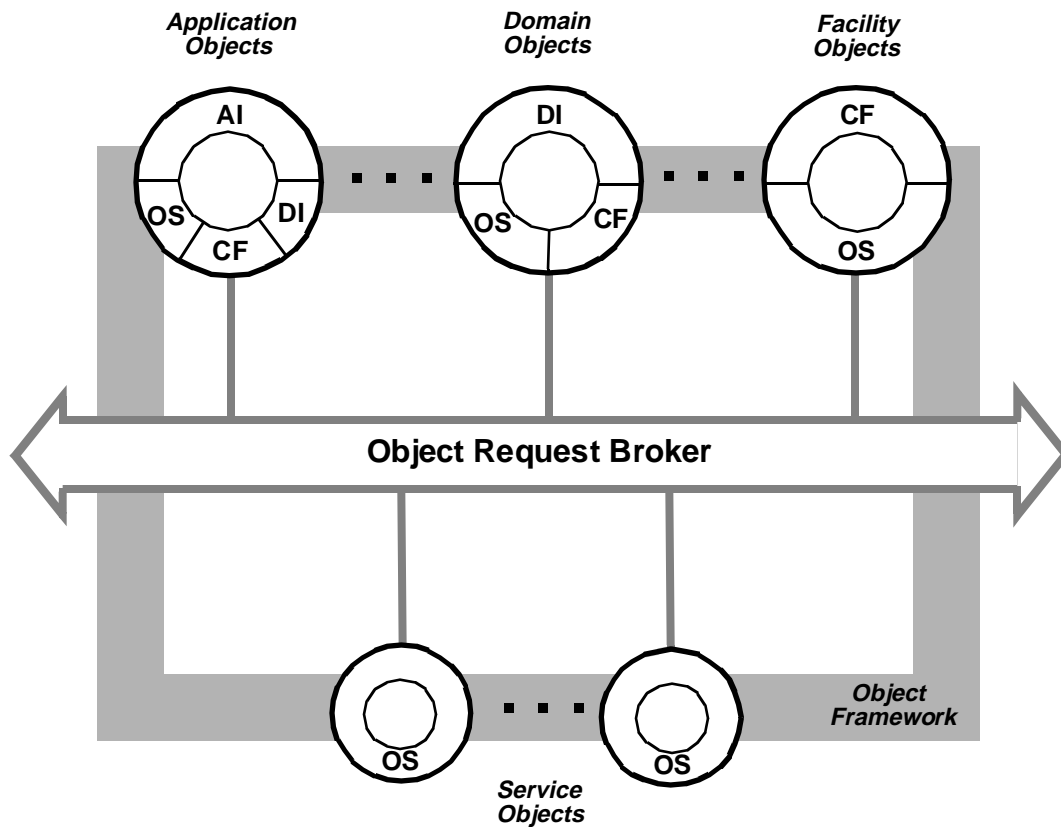 Application
Objects
Domain
Objects
Facility
Objects
AI
OS
DI
CF
DI
OS
CF
CF
OS
Object Request Broker
OS
OS
Object
Framework
Service
Objects